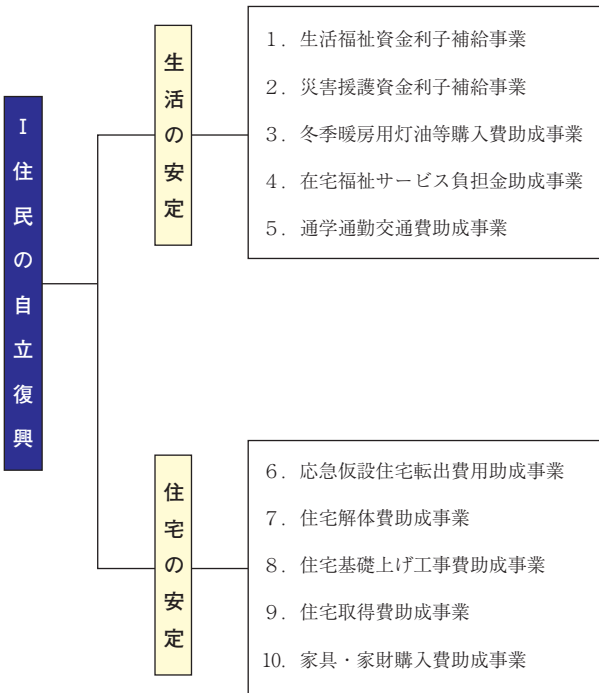 Ⅰ住民の自立復興
生活の安定
1．生活福祉資金利子補給事業
2．災害援護資金利子補給事業
3．冬季暖房用灯油等購入費助成事業
4．在宅福祉サービス負担金助成事業
5．通学通勤交通費助成事業
住宅の安定
6．応急仮設住宅転出費用助成事業
7．住宅解体費助成事業
8．住宅基礎上げ工事費助成事業
9．住宅取得費助成事業
10．家具・家財購入費助成事業